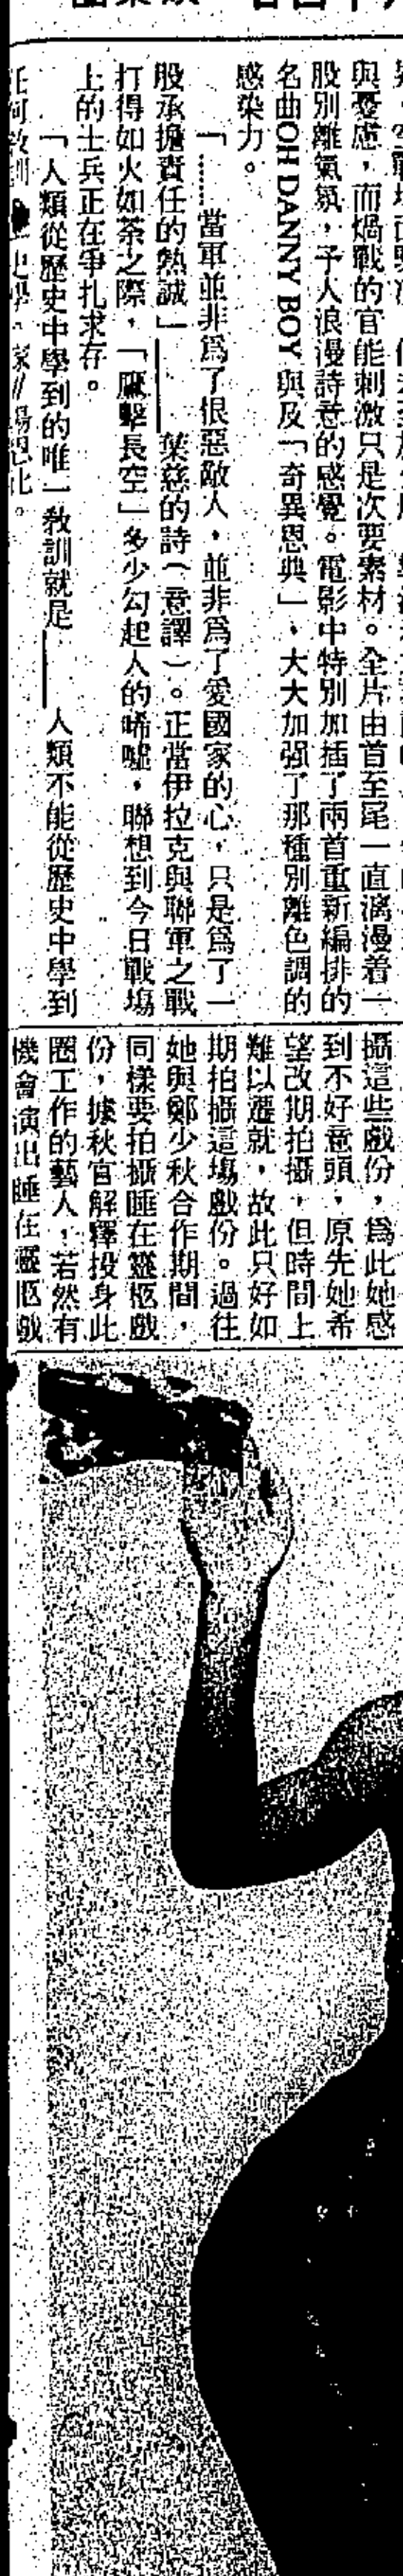 與憂慮，而煱戰的官能刺激只是次要素材。全片由首至尾一直漓漫着一
股別離氣氛，予人浪漫詩意的感覺。電影中特別加插了兩首重新編排的
名曲OH DANNY BOY 與及「奇異恩典」，大大加强了那種別離色調的
感染力。
「……當軍並非爲了恨惡敵人，並非爲了愛國家的心，只是爲了一
股承擔責任的熱誠」——葉慈的詩（意譯）。正當伊拉克與聯軍之戰
打得如火如荼之際，「鷹擊長空」多少勾起人的唏噓，聯想到今日戰塲
上的士兵正在爭扎求存。
「人類從歷史中學到的唯一教訓就是——人類不能從歷史中學到
任何教訓
攝這些戲份，爲此她感
到不好意頭，原先她希
望改期拍攝，但時間上
難以遷就，故此只好如
期拍攝這塲戲份。過往
她與鄭少秋合作期間，
同樣要拍攝睡在靈柩戲
份，據秋官解釋投身此
圈工作的藝人，若然有
機會演出睡在靈柩戲